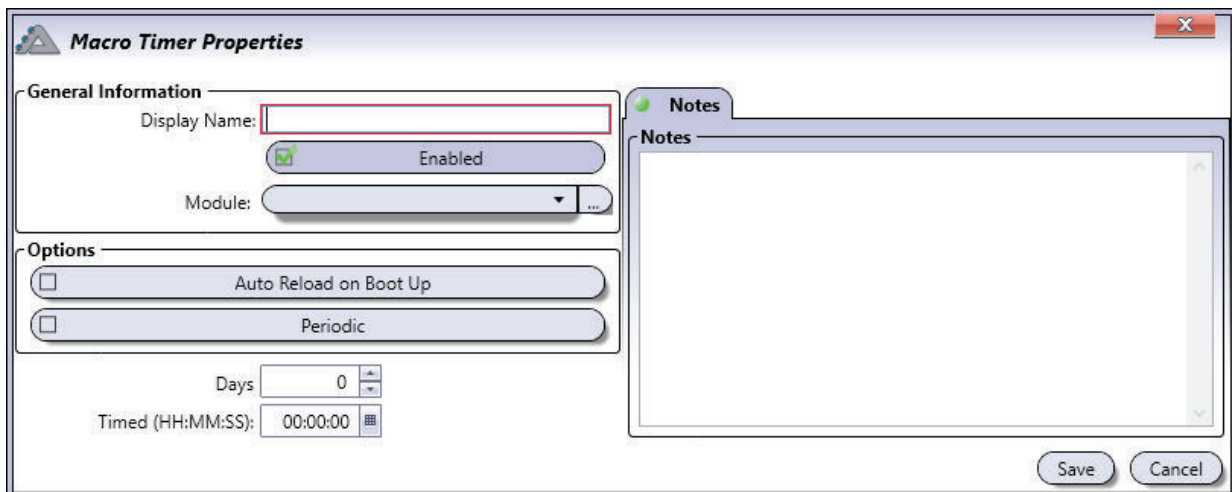 Macro Timer Properties
X
General Information
Display Name:
Enabled
Module:
...
Options
Auto Reload on Boot Up
Periodic
Days 0
Timed (HH:MM:SS): 00:00:00
Notes
Notes
Save Cancel